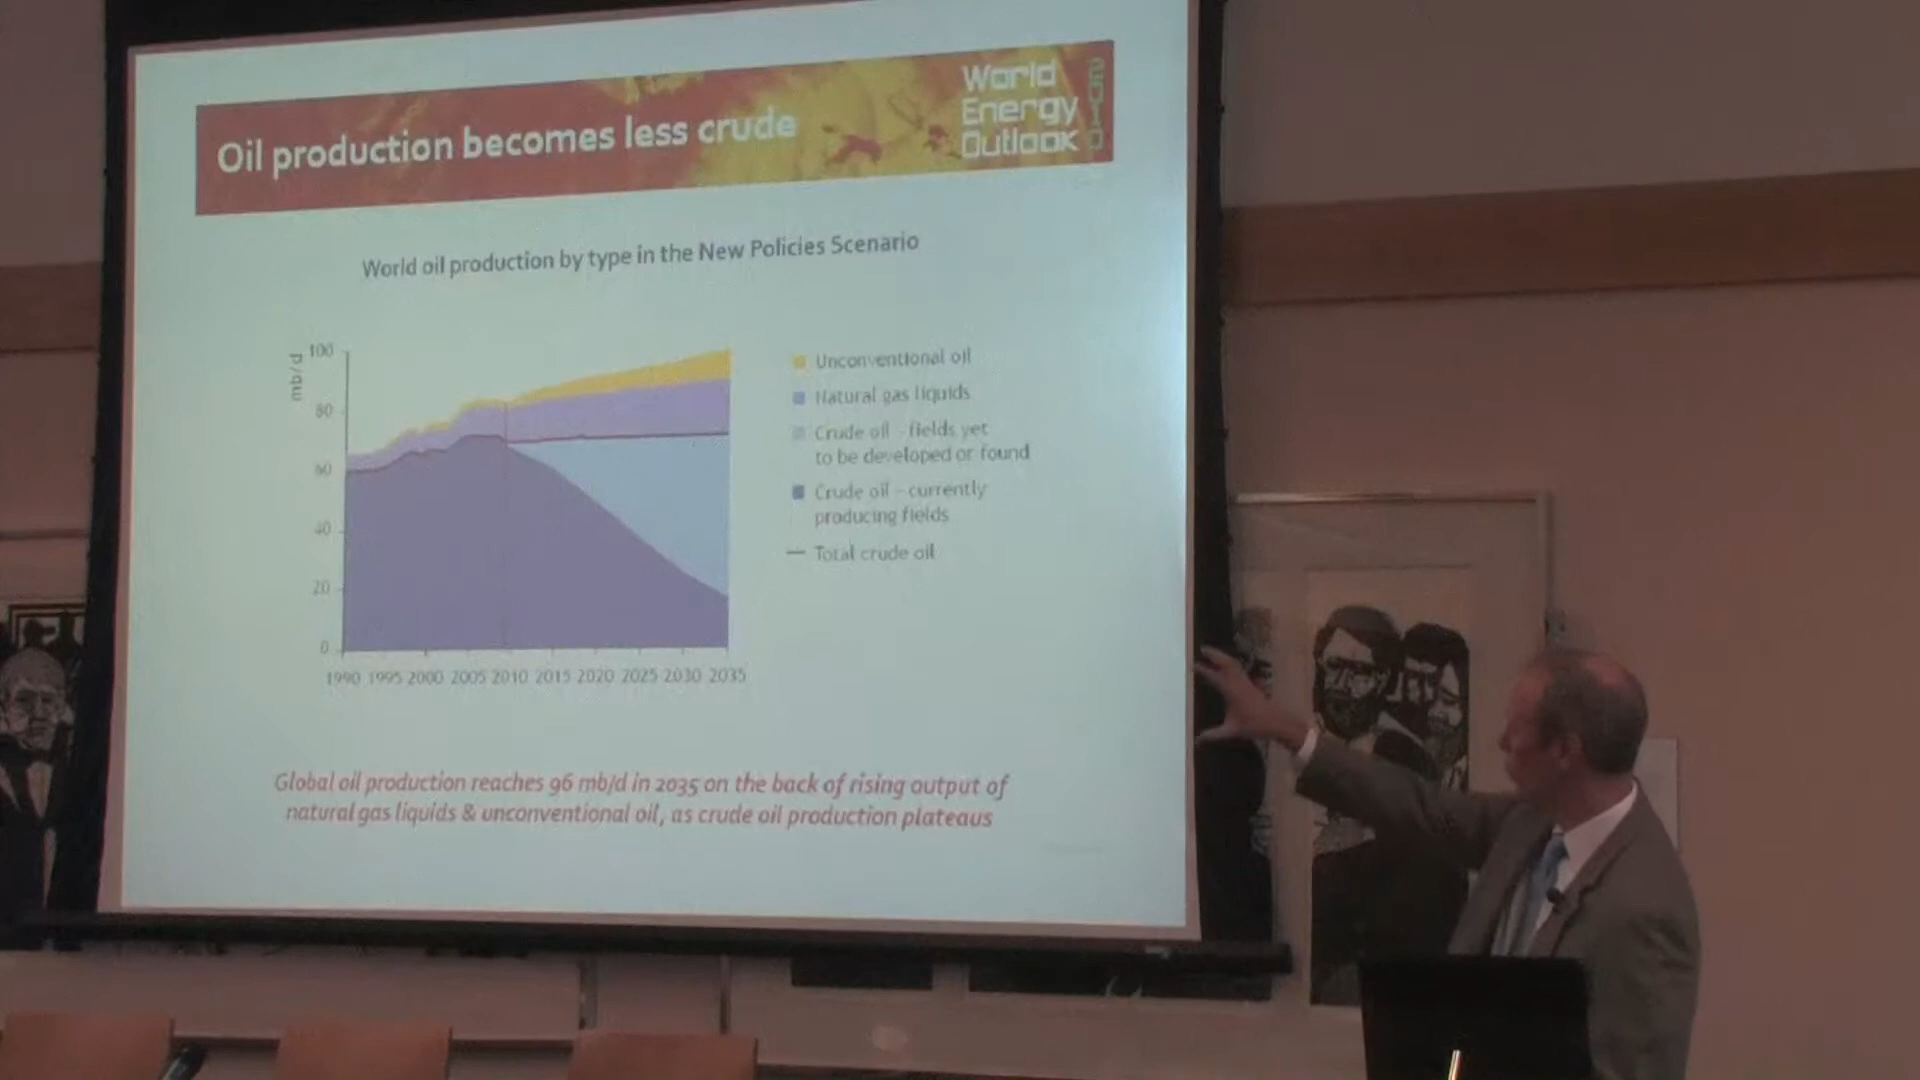 Oil production becomes less crude
World
Energy
Outlook
2010
World oil production by type in the New Policies Scenario
mb/d
100
80
60
40
20
0
1990 1995 2000 2005 2010 2015 2020 2025 2030 2035
Unconventional oil
Natural gas liquids
Crude oil - fields yet
to be developed or found
Crude oil - currently
producing fields
Total crude oil
Global oil production reaches 96 mb/d in 2035 on the back of rising output of
natural gas liquids & unconventional oil, as crude oil production plateaus